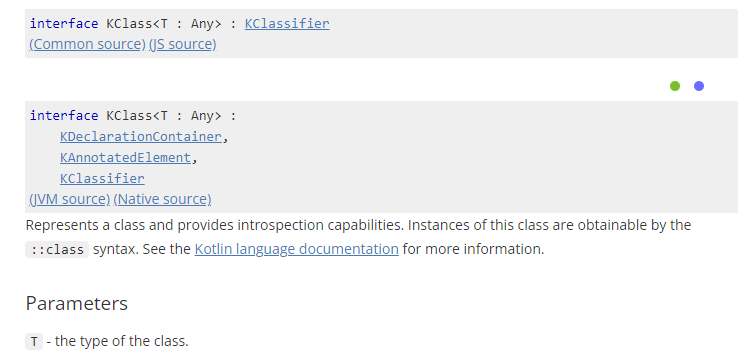 interface KClass<T : Any> : KClassifier
(Common source) (JS source)
interface KClass<T : Any> :
KDeclarationContainer,
KAnnotatedElement,
KClassifier
(JVM source) (Native source)
Represents a class and provides introspection capabilities. Instances of this class are obtainable by the
::class syntax. See the Kotlin language documentation for more information.
Parameters
T - the type of the class.